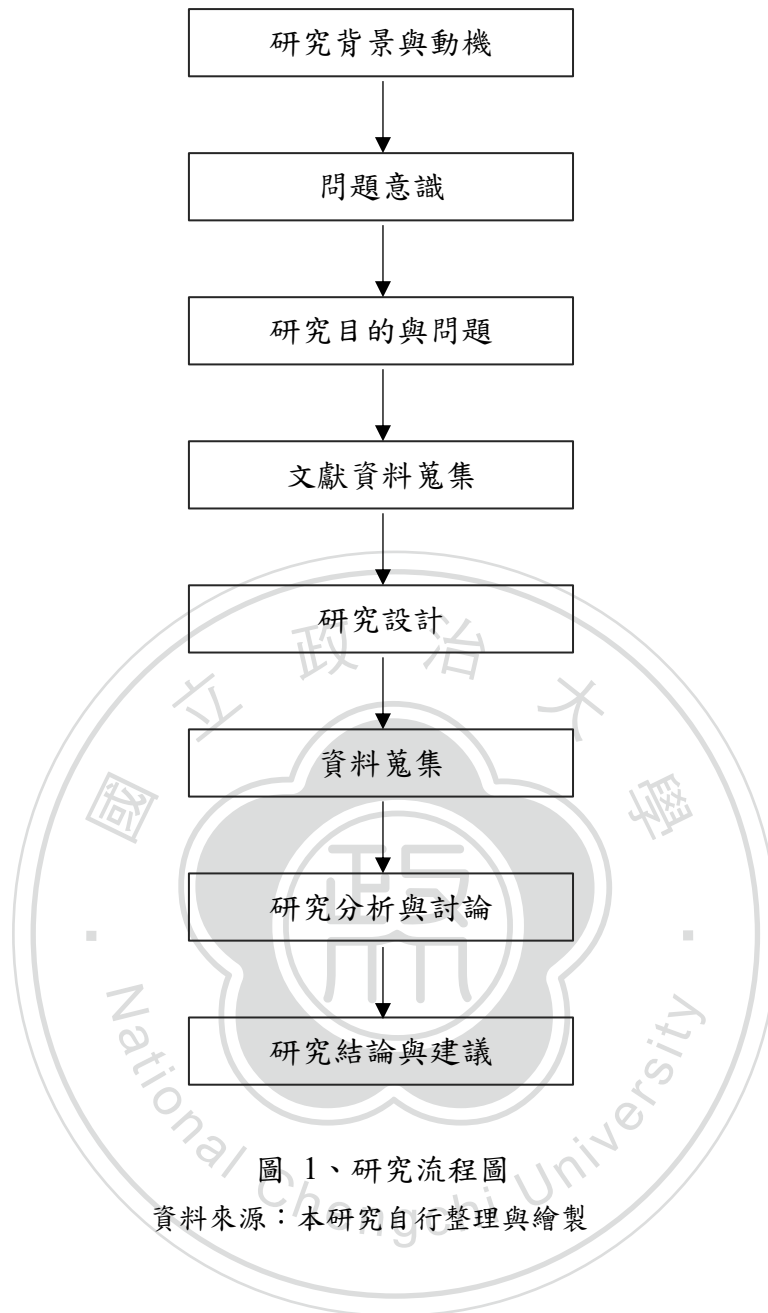 研究背景與動機
問題意識
研究目的與問題
文獻資料蒐集
研究設計
資料蒐集
研究分析與討論
研究結論與建議
圖 1、研究流程圖
資料來源：本研究自行整理與繪製
國立政治大學
National Chengchi University